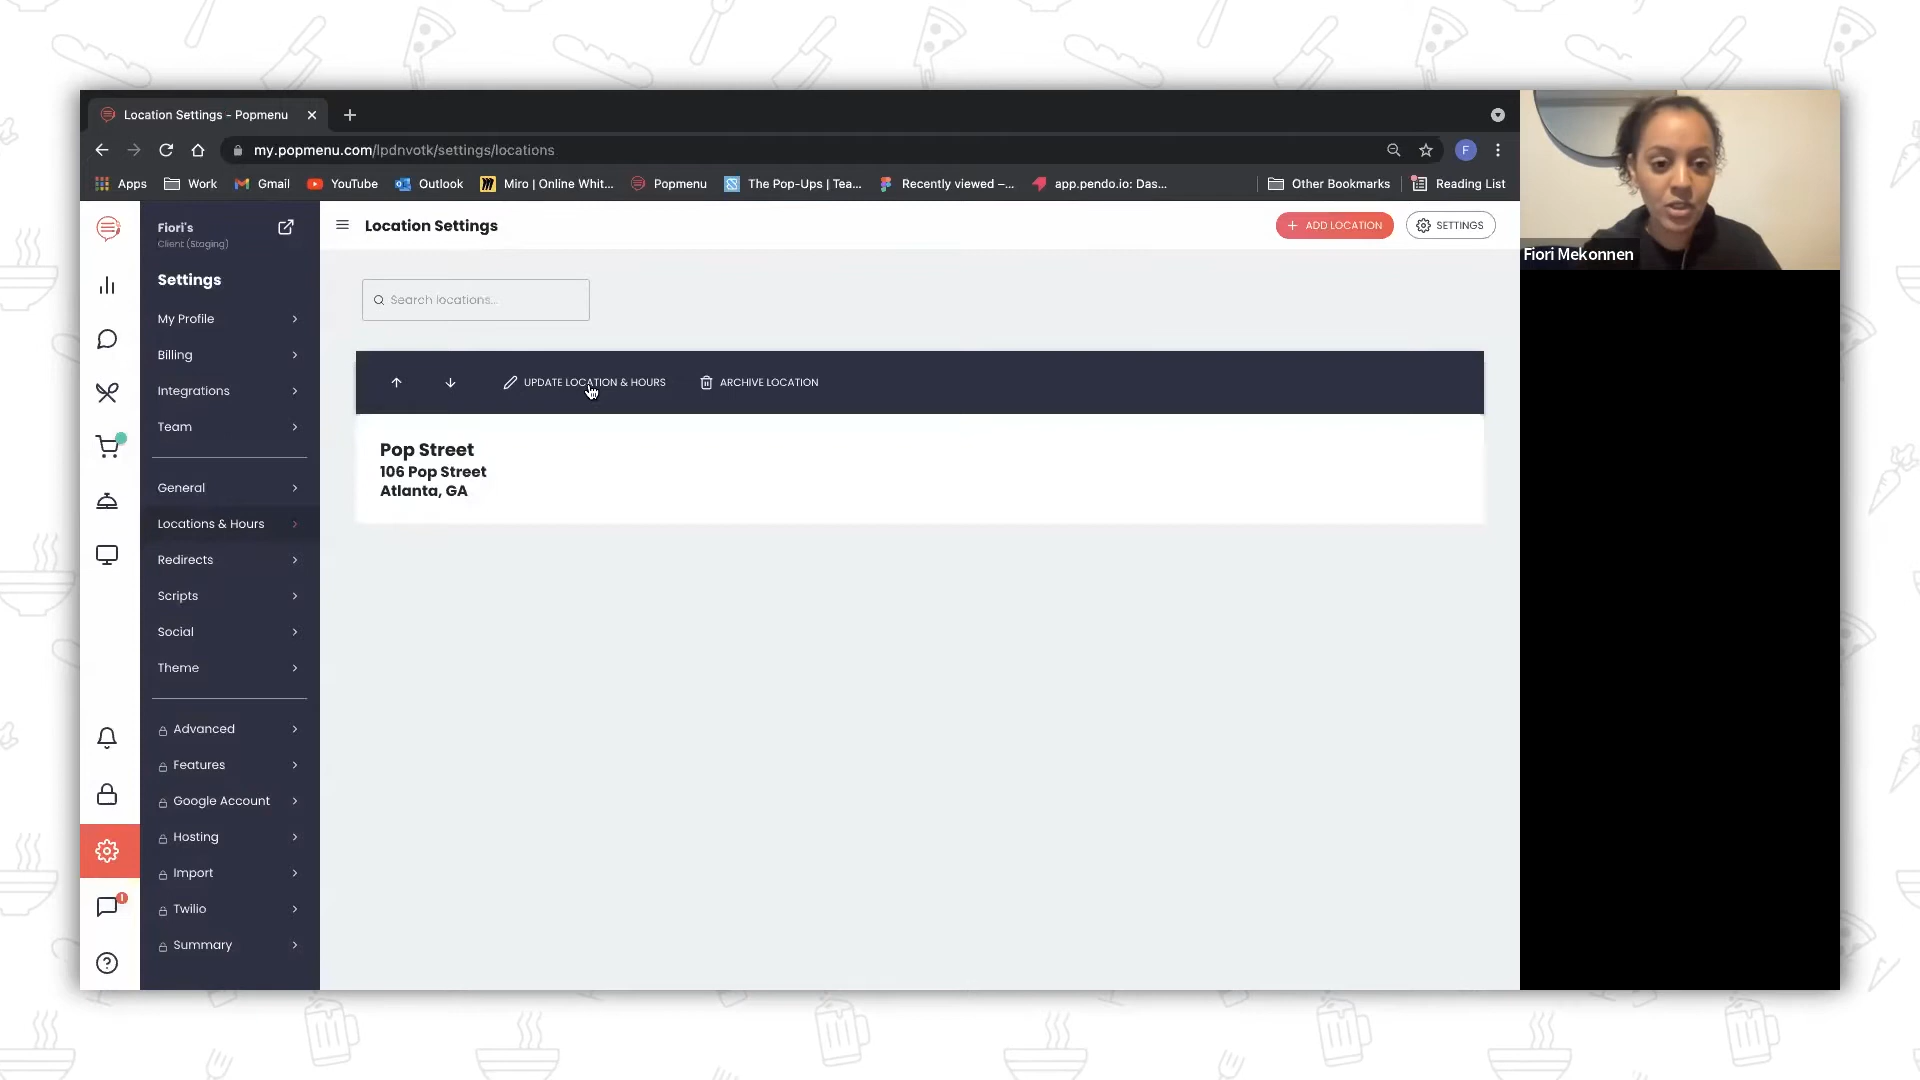 Location Settings - Popmenu
my.popmenu.com/lpdnvotk/settings/locations
F
Apps
Work
Gmail
YouTube
Outlook
Miro | Online Whit...
Popmenu
The Pop-Ups | Tea...
Recently viewed –...
app.pendo.io: Das...
Other Bookmarks
Reading List
Fiori's
Client (Staging)
Settings
My Profile
Billing
Integrations
Team
General
Locations & Hours
Redirects
Scripts
Social
Theme
Advanced
Features
Google Account
Hosting
Import
Twilio
Summary
Location Settings
ADD LOCATION
SETTINGS
Search locations...
UPDATE LOCATION & HOURS
ARCHIVE LOCATION
Pop Street
106 Pop Street
Atlanta, GA
Fiori Mekonnen